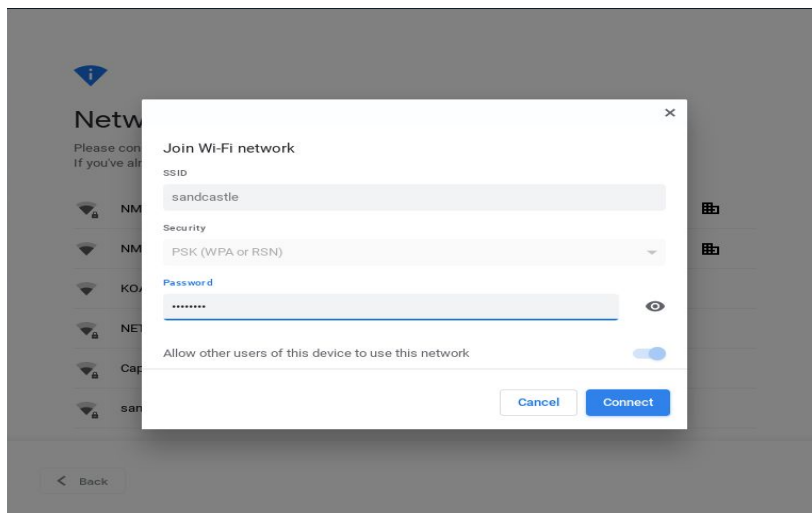 Netw
Please con
If you've alr
Join Wi-Fi network
SSID
sandcastle
Security
PSK (WPA or RSN)
Password
••••••••
Allow other users of this device to use this network
Cancel
Connect
NM
NM
KO
NET
Cap
san
Back